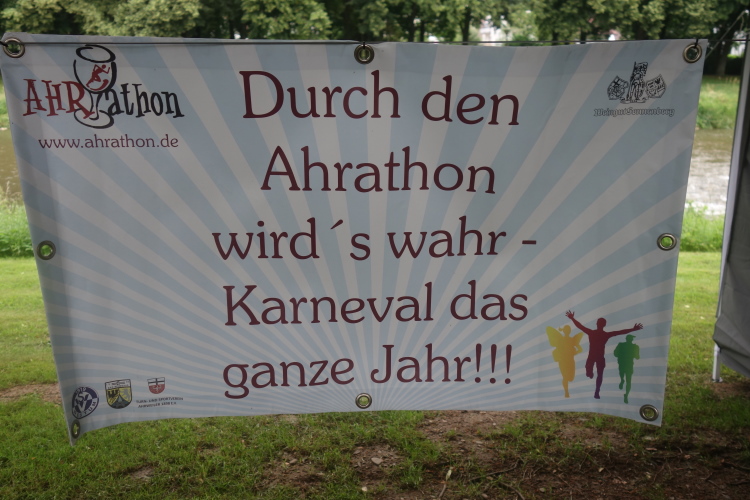 AHRathon
www.ahrathon.de
Durch den
Ahrathon
wird´s wahr -
Karneval das
ganze Jahr!!!